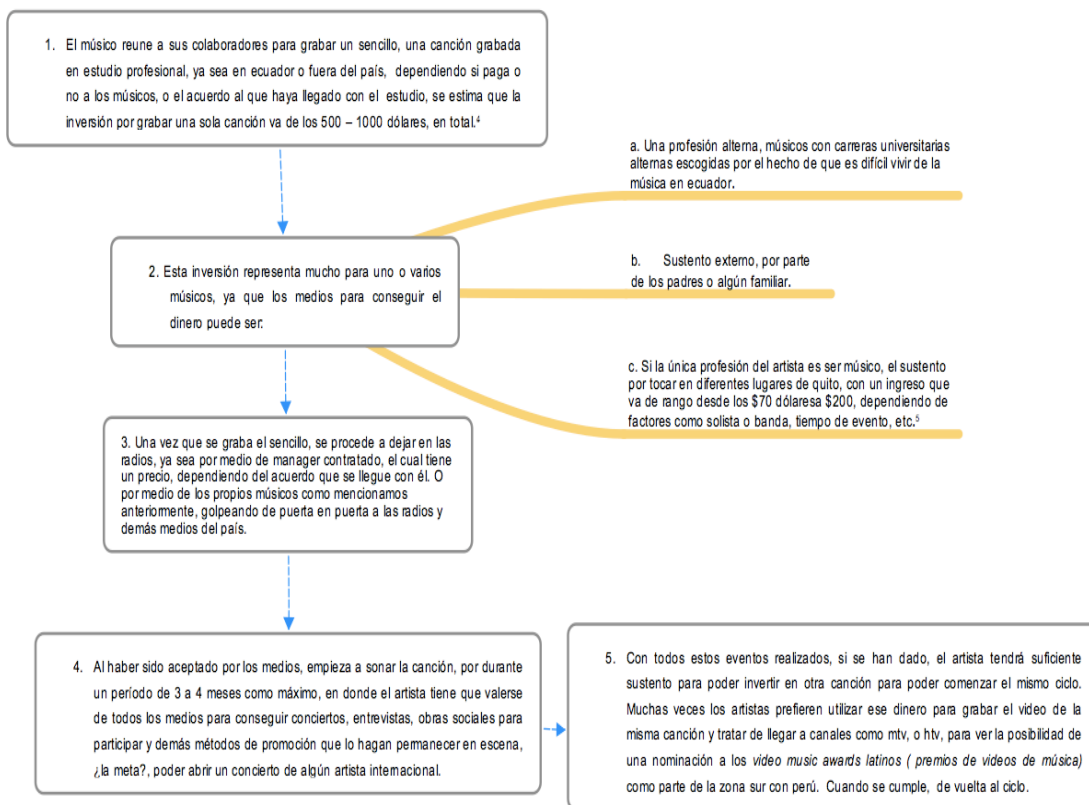 1. El músico reune a sus colaboradores para grabar un sencillo, una canción grabada
en estudio profesional, ya sea en ecuador o fuera del país, dependiendo si paga o
no a los músicos, o el acuerdo al que haya llegado con el estudio, se estima que la
inversión por grabar una sola canción va de los 500 – 1000 dólares, en total.⁴
a. Una profesión alterna, músicos con carreras universitarias
alternas escogidas por el hecho de que es difícil vivir de la
música en ecuador.
2. Esta inversión representa mucho para uno o varios
músicos, ya que los medios para conseguir el
dinero puede ser:
b. Sustento externo, por parte
de los padres o algún familiar.
c. Si la única profesión del artista es ser músico, el sustento
por tocar en diferentes lugares de quito, con un ingreso que
va de rango desde los $70 dólaresa $200, dependiendo de
factores como solista o banda, tiempo de evento, etc.⁵
3. Una vez que se graba el sencillo, se procede a dejar en las
radios, ya sea por medio de manager contratado, el cual tiene
un precio, dependiendo del acuerdo que se llegue con él. O
por medio de los propios músicos como mencionamos
anteriormente, golpeando de puerta en puerta a las radios y
demás medios del país.
4. Al haber sido aceptado por los medios, empieza a sonar la canción, por durante
un período de 3 a 4 meses como máximo, en donde el artista tiene que valerse
de todos los medios para conseguir conciertos, entrevistas, obras sociales para
participar y demás métodos de promoción que lo hagan permanecer en escena,
¿la meta?, poder abrir un concierto de algún artista internacional.
5. Con todos estos eventos realizados, si se han dado, el artista tendrá suficiente
sustento para poder invertir en otra canción para poder comenzar el mismo ciclo.
Muchas veces los artistas prefieren utilizar ese dinero para grabar el video de la
misma canción y tratar de llegar a canales como mtv, o htv, para ver la posibilidad de
una nominación a los video music awards latinos ( premios de videos de música)
como parte de la zona sur con perú. Cuando se cumple, de vuelta al ciclo.